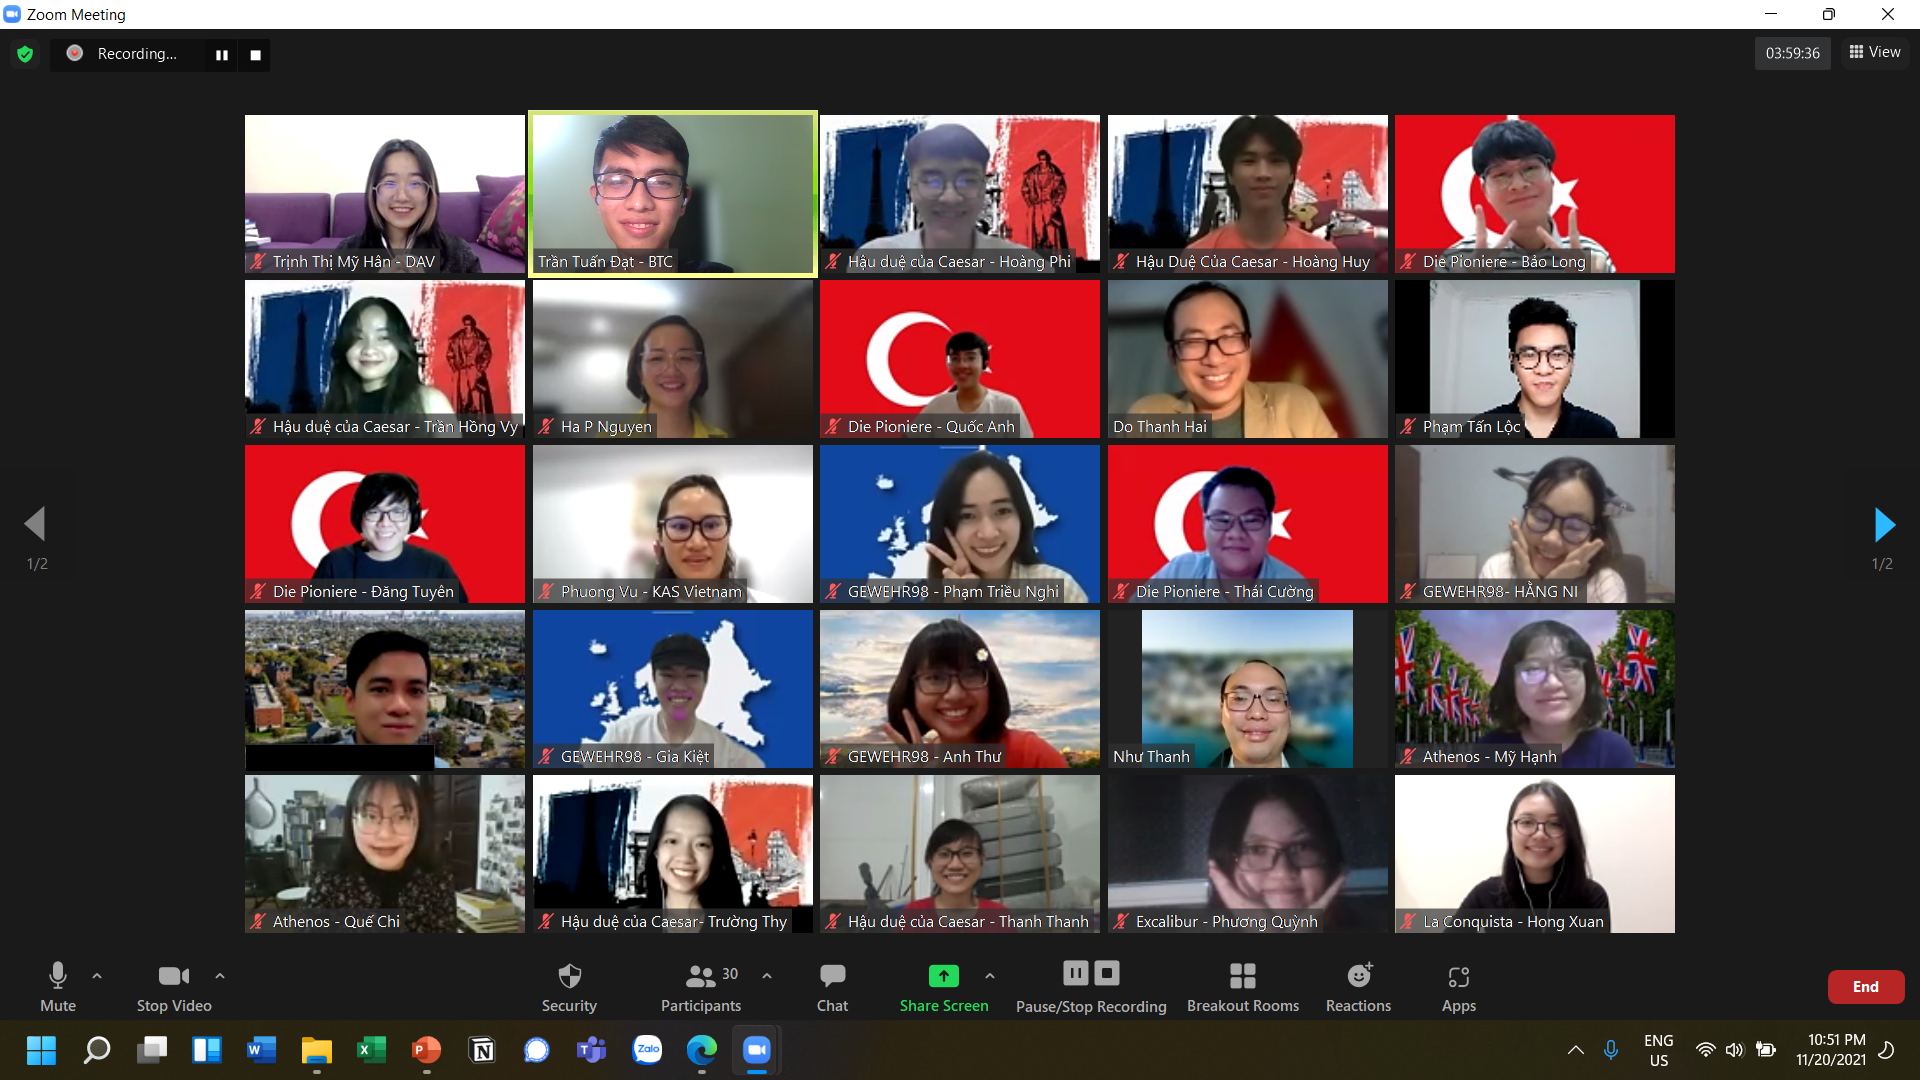 Zoom Meeting
Recording...
03:59:36
View
Trịnh Thị Mỹ Hân - DAV
Trần Tuấn Đạt - BTC
Hậu duệ của Caesar - Hoàng Phi
Hậu Duệ Của Caesar - Hoàng Huy
Die Pioniere - Bảo Long
Hậu duệ của Caesar - Trần Hồng Vy
Ha P Nguyen
Die Pioniere - Quốc Anh
Do Thanh Hai
Phạm Tấn Lộc
1/2
1/2
Die Pioniere - Đăng Tuyên
Phuong Vu - KAS Vietnam
GEWEHR98 - Phạm Triều Nghi
Die Pioniere - Thái Cường
GEWEHR98- HẰNG NI
GEWEHR98 - Gia Kiệt
GEWEHR98 - Anh Thư
Như Thanh
Athenos - Mỹ Hạnh
Athenos - Quế Chi
Hậu duệ của Caesar- Trường Thy
Hậu duệ của Caesar - Thanh Thanh
Excalibur - Phương Quỳnh
La Conquista - Hong Xuan
Mute
Stop Video
Security
Participants
30
Chat
Share Screen
Pause/Stop Recording
Breakout Rooms
Reactions
Apps
End
Zalo
ENG
US
10:51 PM
11/20/2021